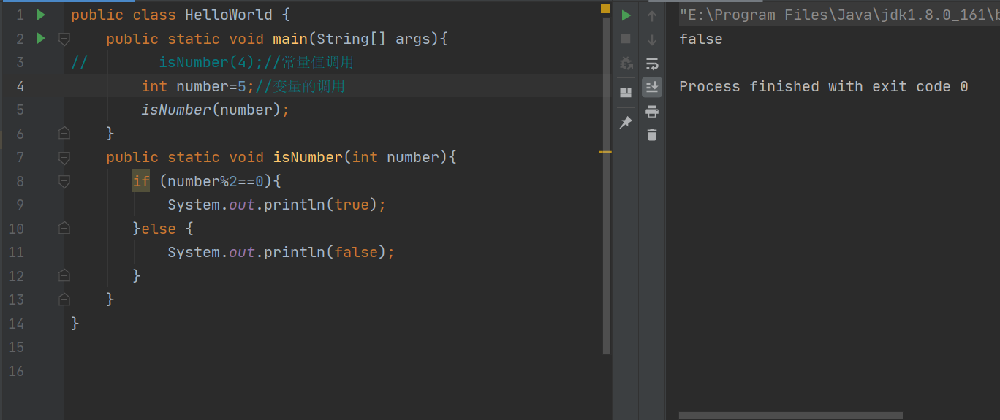 1 public class HelloWorld {
2 public static void main(String[] args){
3 // isNumber(4);//常量值调用
4 int number=5;//变量的调用
5 isNumber(number);
6 }
7 public static void isNumber(int number){
8 if (number%2==0){
9 System.out.println(true);
10 }else {
11 System.out.println(false);
12 }
13 }
14 }
15
16
"E:\Program Files\Java\jdk1.8.0_161\b
false
Process finished with exit code 0